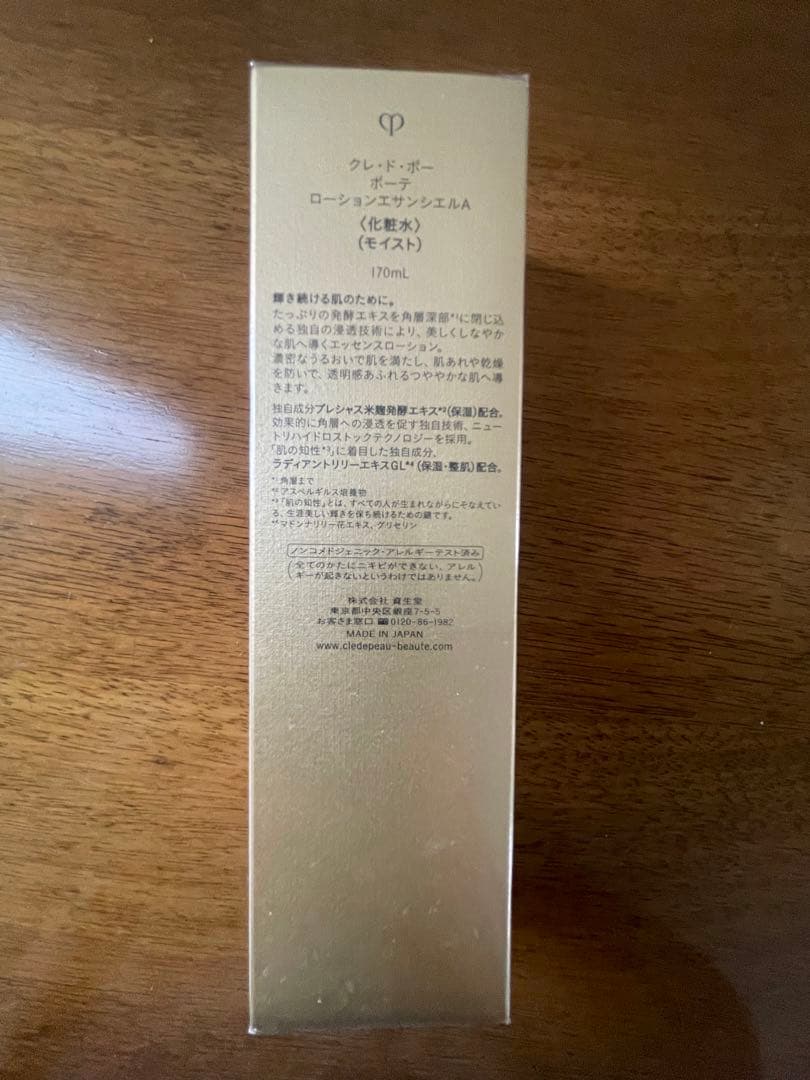 クレ・ド・ポー
ボーテ
ローションエサンシエルA
〈化粧水〉
(モイスト)
170mL
輝き続ける肌のために。
たっぷりの発酵エキスを角層深部*1に閉じ込
める独自の浸透技術により、美しくしなやか
な肌へ導くエッセンスローション。
濃密なうるおいで肌を満たし、肌あれや乾燥
を防いで、透明感あふれるつややかな肌へ導
きます。
独自成分プレシャス米麹発酵エキス*2(保湿)配合。
効果的に角層への浸透を促す独自技術、ニュー
トリハイドロストックテクノロジーを採用。
「肌の知性*3」に着目した独自成分、
ラディアントリリーエキスGL*4(保湿・整肌)配合。
*1 角層まで
*2 アスペルギルス培養物
*3「肌の知性」とは、すべての人が生まれながらにそなえてい
る、生涯美しい輝きを保ち続けるための鍵です。
*4 マドンナリリー花エキス、グリセリン
ノンコメドジェニック・アレルギーテスト済み
(全てのかたにニキビができない、アレル
ギーが起きないというわけではありません。)
株式会社 資生堂
東京都中央区銀座7-5-5
お客さま窓口 0120-86-1982
MADE IN JAPAN
www.cledepeau-beaute.com